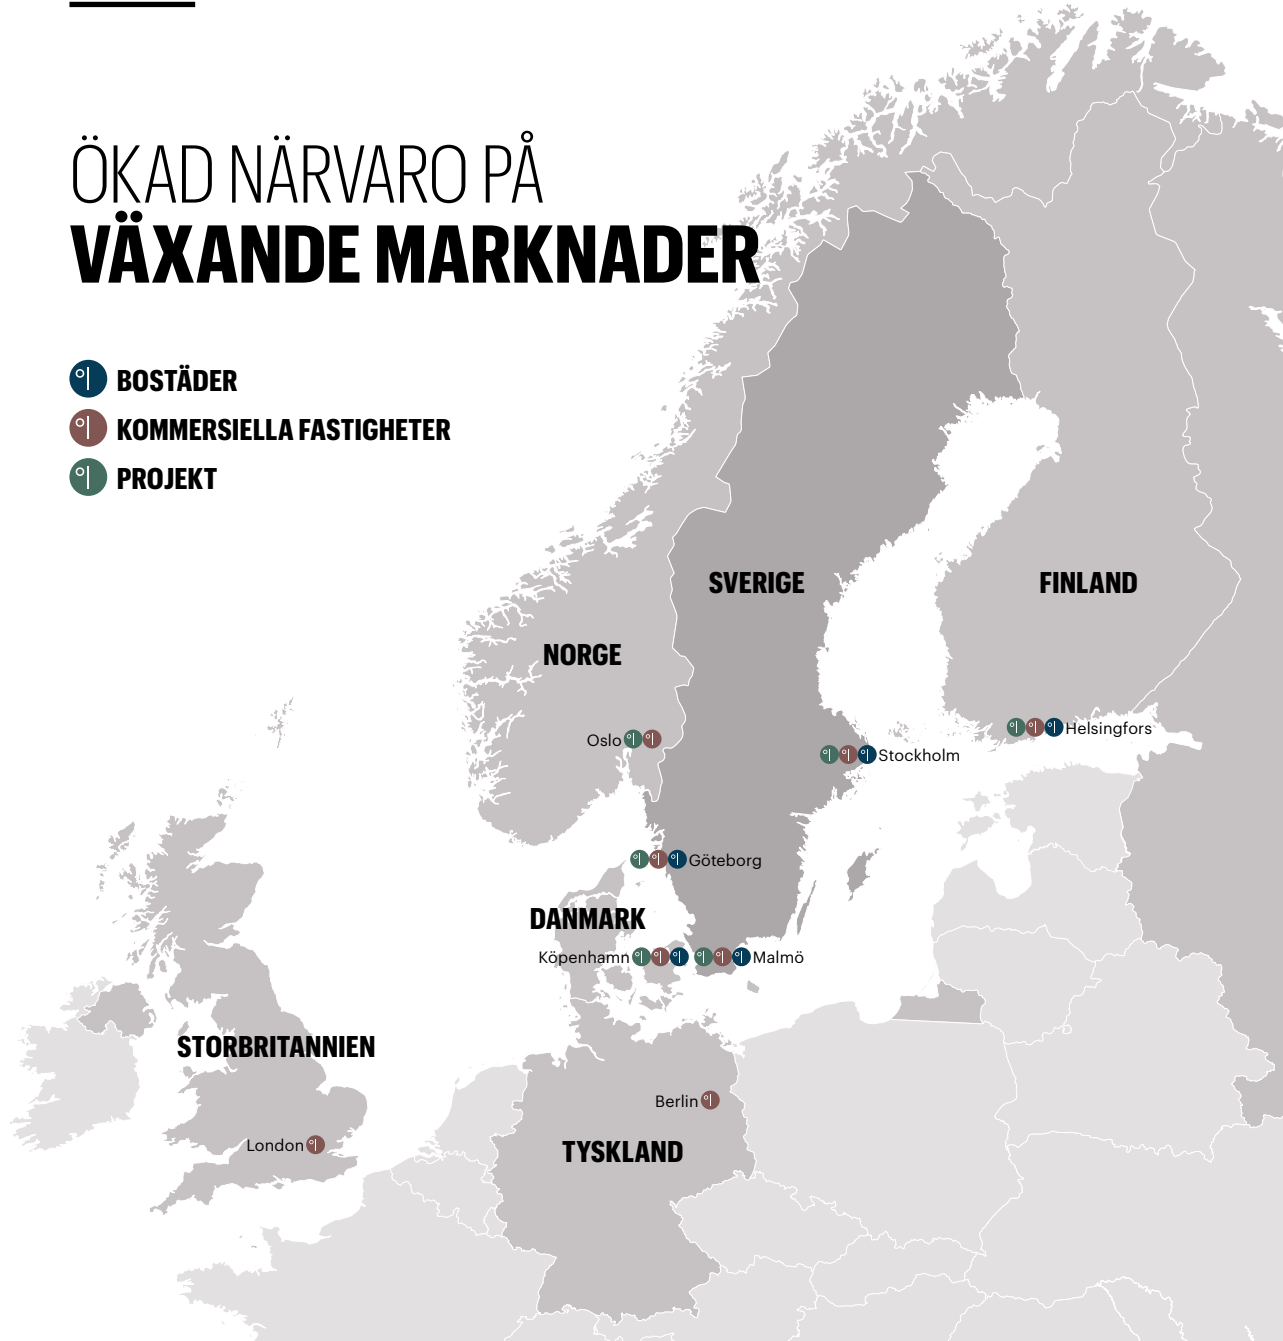 ÖKAD NÄRVARO PÅ
VÄXANDE MARKNADER
BOSTÄDER
KOMMERSIELLA FASTIGHETER
PROJEKT
SVERIGE
FINLAND
NORGE
Oslo
Helsingfors
Stockholm
Göteborg
DANMARK
Köpenhamn
Malmö
STORBRITANNIEN
Berlin
London
TYSKLAND